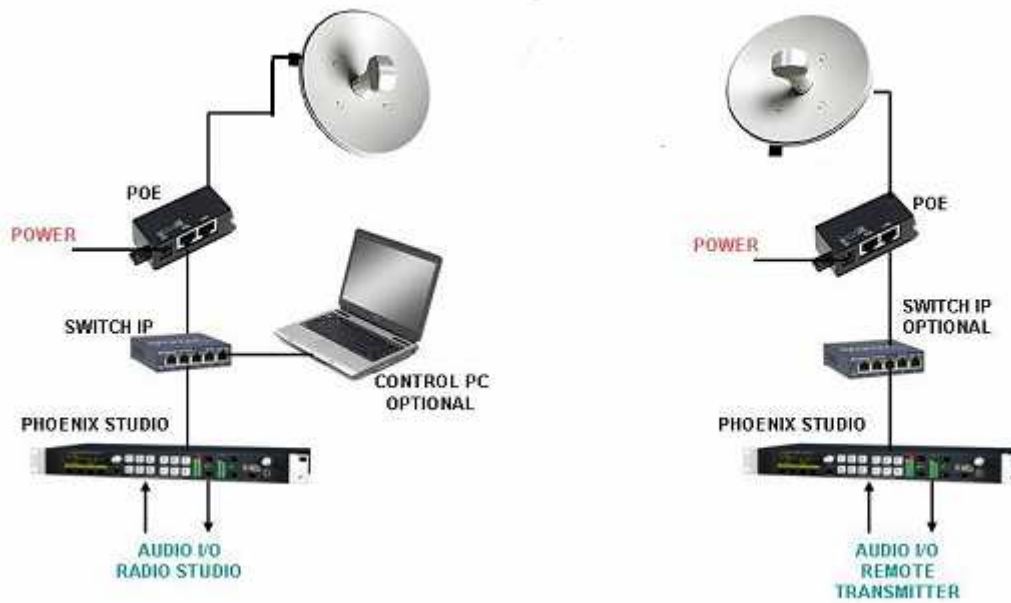 POE
POWER
SWITCH IP
CONTROL PC
OPTIONAL
PHOENIX STUDIO
AUDIO I/O
RADIO STUDIO
POE
POWER
SWITCH IP
OPTIONAL
PHOENIX STUDIO
AUDIO I/O
REMOTE
TRANSMITTER